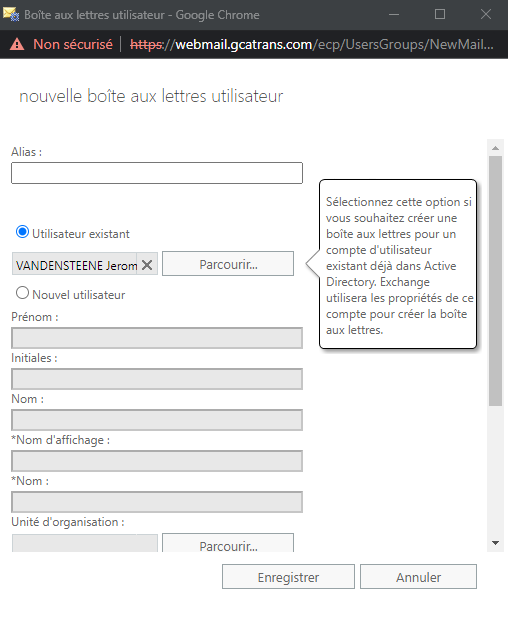 Boîte aux lettres utilisateur - Google Chrome
Non sécurisé https://webmail.gcatrans.com/ecp/UsersGroups/NewMail...
nouvelle boîte aux lettres utilisateur
Alias :
Utilisateur existant
VANDENSTEENE Jerom
Parcourir...
Nouvel utilisateur
Prénom :
Initiales :
Nom :
*Nom d'affichage :
*Nom :
Unité d'organisation :
Parcourir...
Sélectionnez cette option si
vous souhaitez créer une
boîte aux lettres pour un
compte d'utilisateur
existant déjà dans Active
Directory. Exchange
utilisera les propriétés de ce
compte pour créer la boîte
aux lettres.
Enregistrer
Annuler